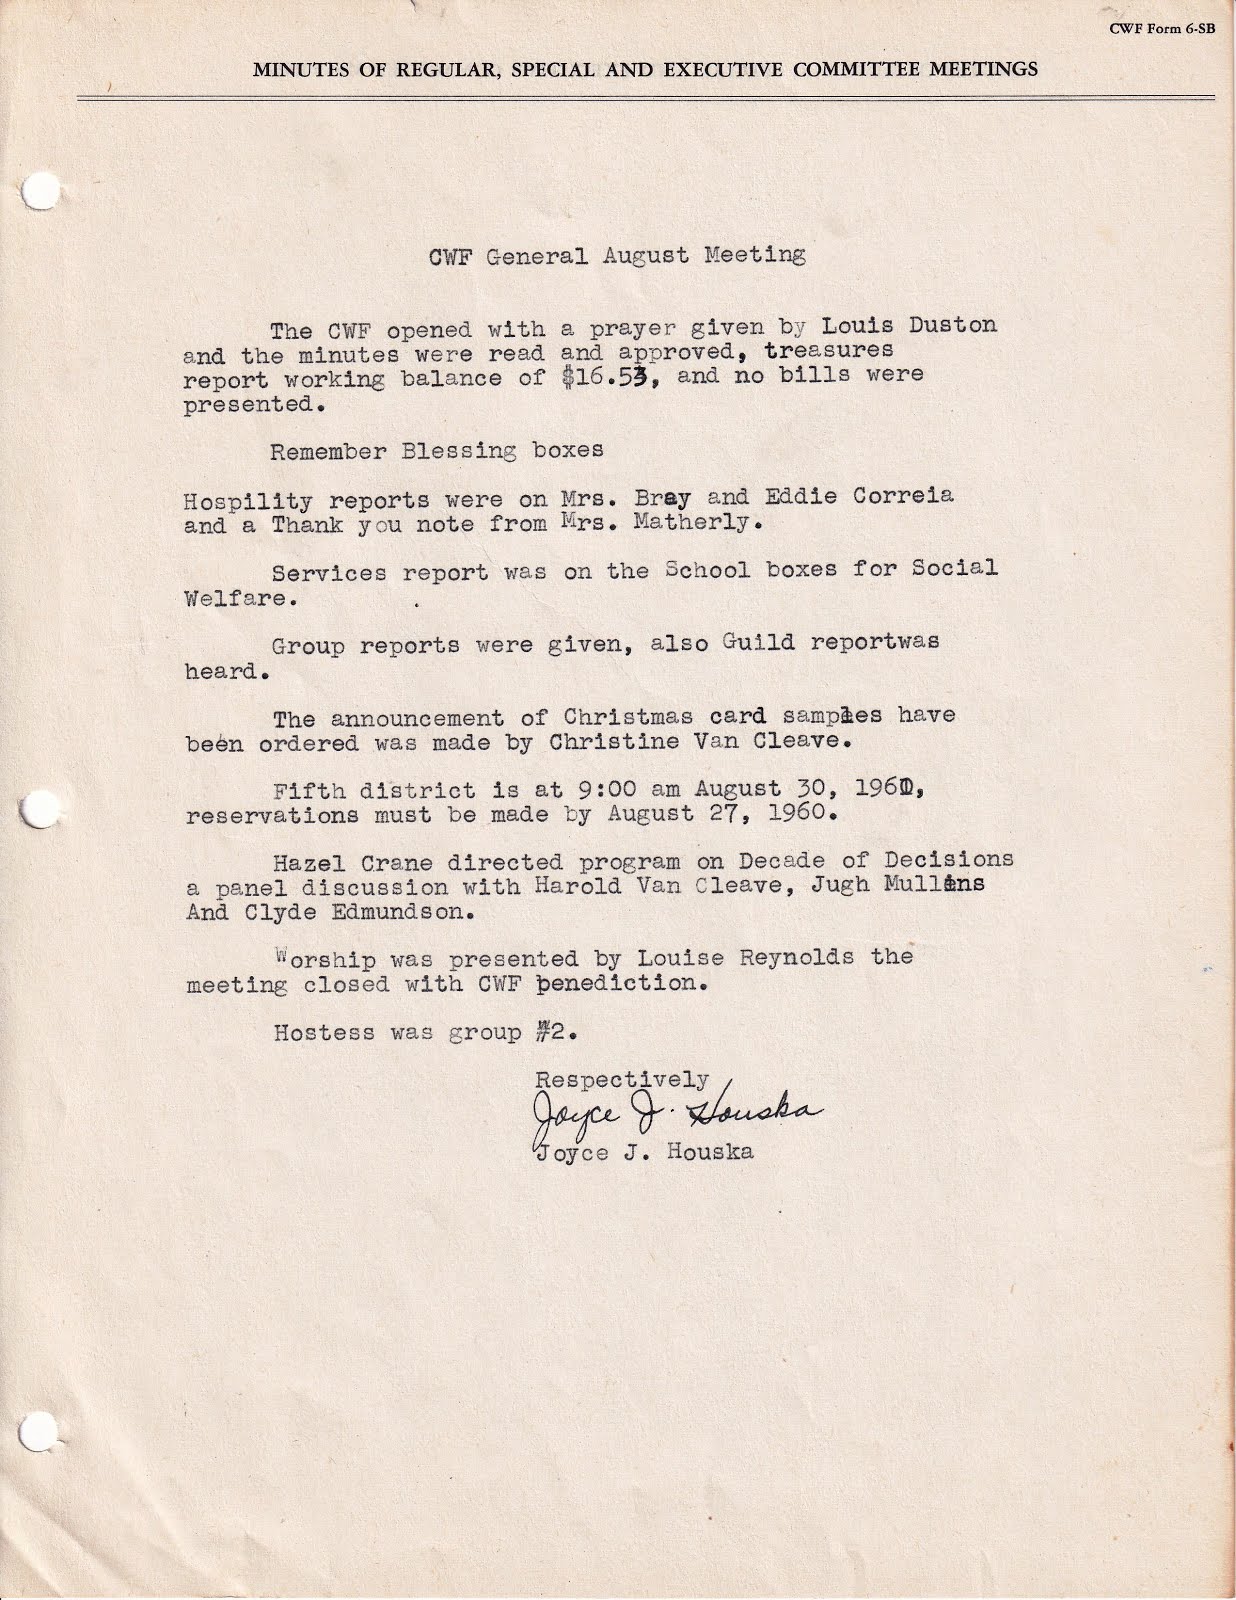 CWF Form 6-SB
MINUTES OF REGULAR, SPECIAL AND EXECUTIVE COMMITTEE MEETINGS
CWF General August Meeting
The CWF opened with a prayer given by Louis Duston
and the minutes were read and approved, treasures
report working balance of $16.53, and no bills were
presented.
Remember Blessing boxes
Hospility reports were on Mrs. Bray and Eddie Correia
and a Thank you note from Mrs. Matherly.
Services report was on the School boxes for Social
Welfare.
Group reports were given, also Guild reportwas
heard.
The announcement of Christmas card samples have
been ordered was made by Christine Van Cleave.
Fifth district is at 9:00 am August 30, 1960,
reservations must be made by August 27, 1960.
Hazel Crane directed program on Decade of Decisions
a panel discussion with Harold Van Cleave, Jugh Mullins
And Clyde Edmundson.
Worship was presented by Louise Reynolds the
meeting closed with CWF benediction.
Hostess was group #2.
Respectively
Joyce J. Houska
Joyce J. Houska